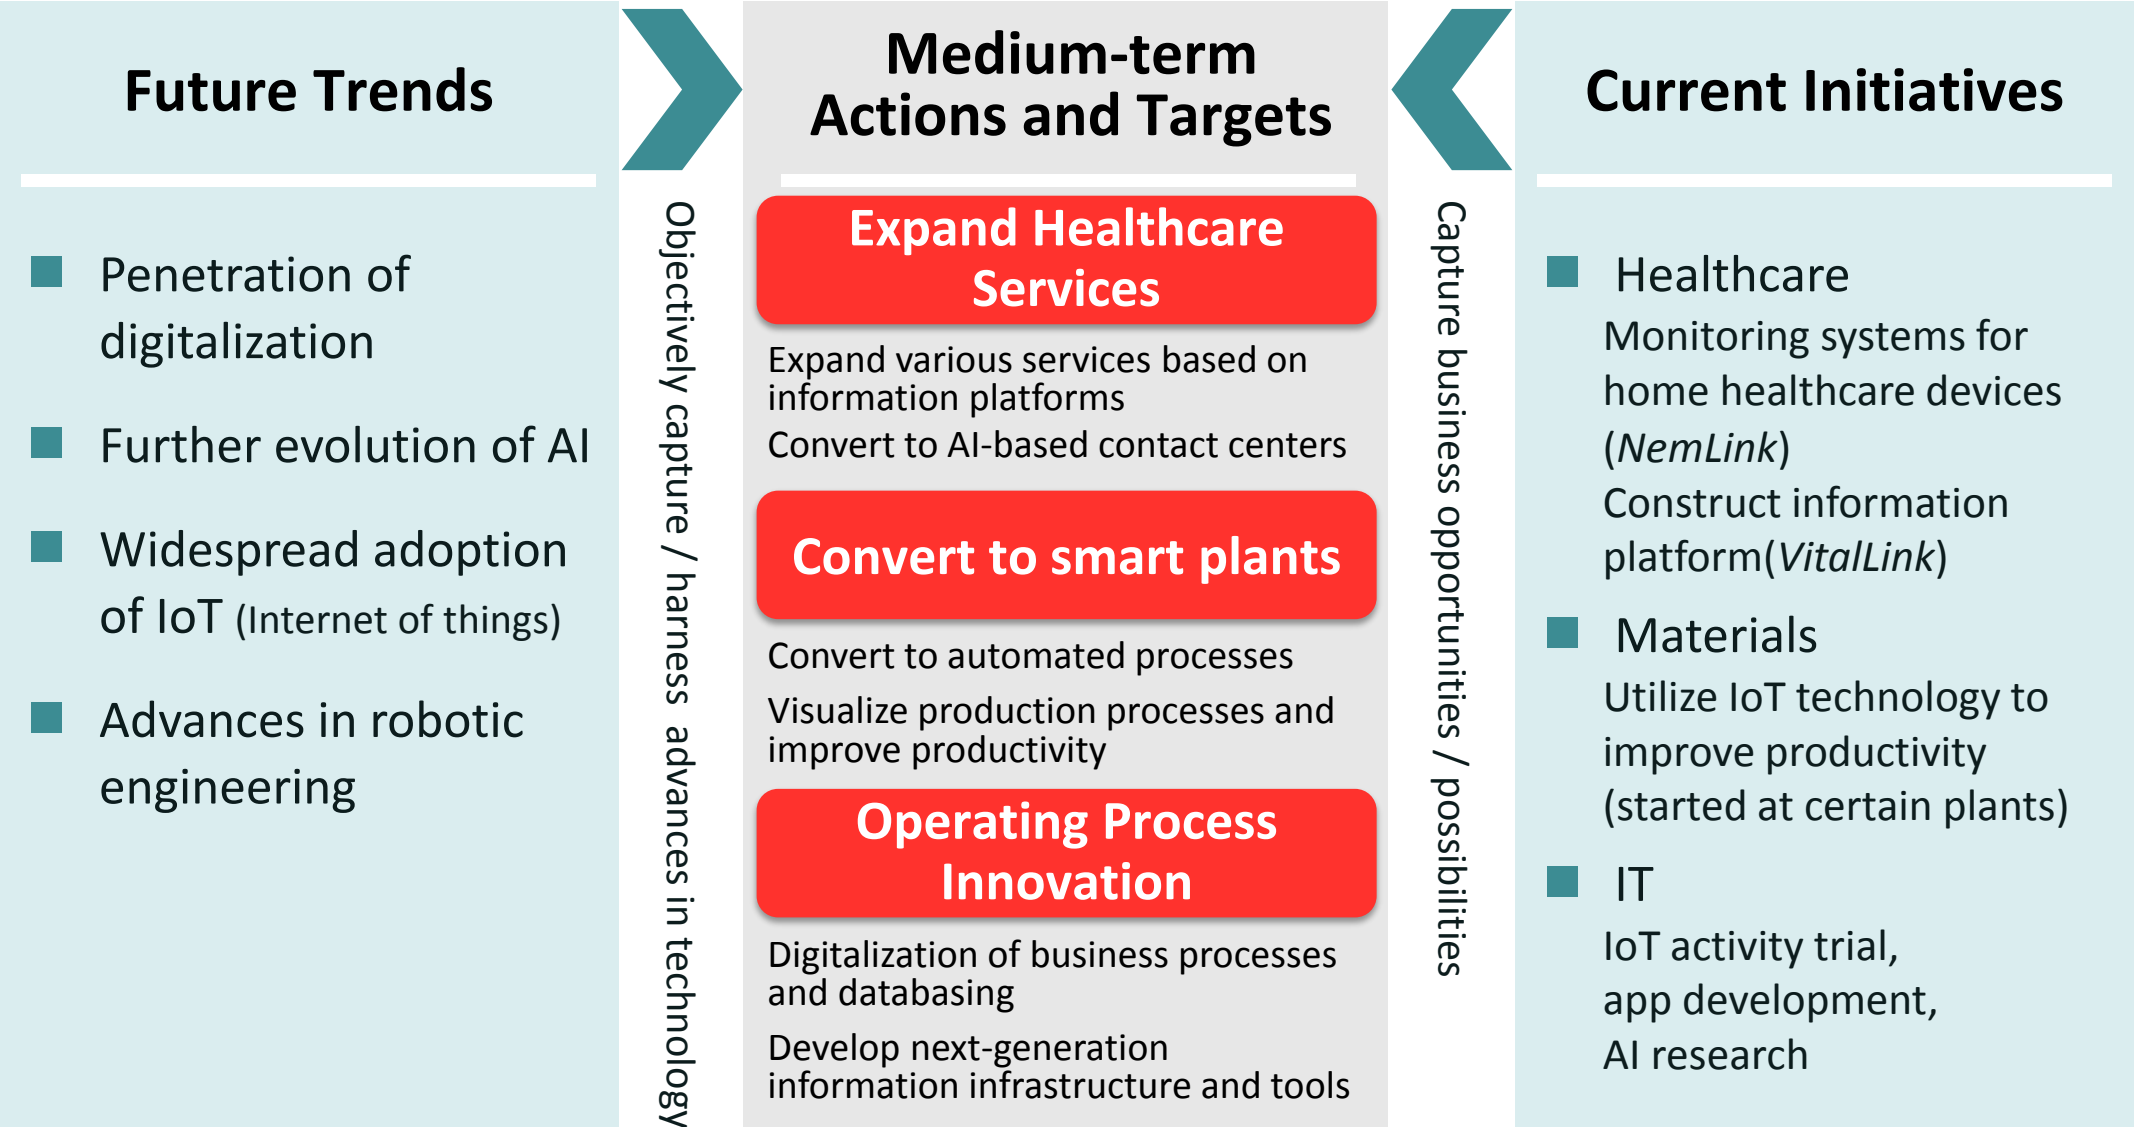 Future Trends
Penetration of
digitalization
Further evolution of AI
Widespread adoption
of IoT (Internet of things)
Advances in robotic
engineering
Objectively capture / harness advances in technology
Medium-term
Actions and Targets
Expand Healthcare
Services
Expand various services based on
information platforms
Convert to AI-based contact centers
Convert to smart plants
Convert to automated processes
Visualize production processes and
improve productivity
Operating Process
Innovation
Digitalization of business processes
and databasing
Develop next-generation
information infrastructure and tools
Capture business opportunities / possibilities
Current Initiatives
Healthcare
Monitoring systems for
home healthcare devices
(NemLink)
Construct information
platform(VitalLink)
Materials
Utilize IoT technology to
improve productivity
(started at certain plants)
IT
IoT activity trial,
app development,
AI research